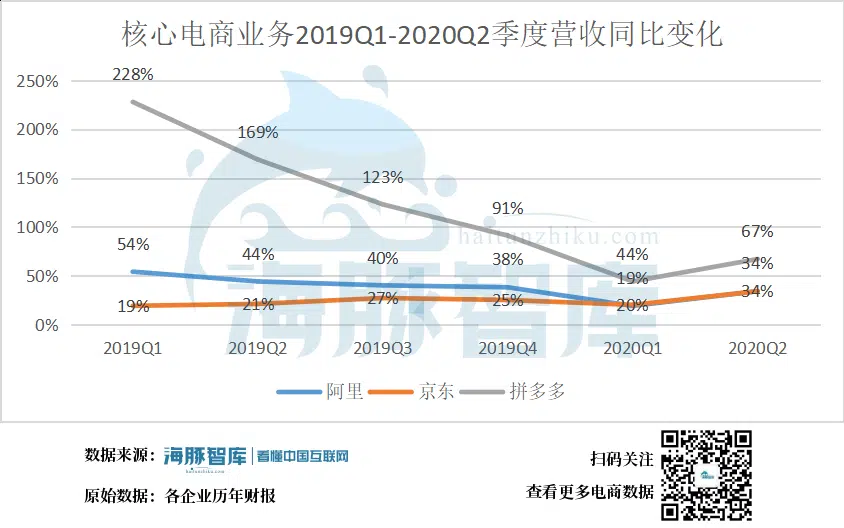 核心电商业务2019Q1-2020Q2季度营收同比变化
250%
200%
150%
100%
50%
0%
228%
169%
123%
91%
44%
67%
54%
44%
40%
38%
19%
34%
19%
21%
27%
25%
20%
34%
haitunzhiku.com
海豚智库
2019Q1 2019Q2 2019Q3 2019Q4 2020Q1 2020Q2
阿里 京东 拼多多
数据来源：海豚智库 看懂中国互联网
haitunzhiku.com
原始数据：各企业历年财报
扫码关注
查看更多电商数据